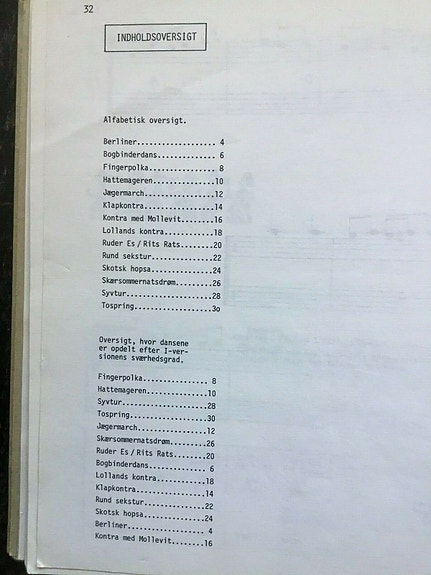 32
INDHOLDSOVERSIGT
Alfabetisk oversigt.
Berliner................... 4
Bogbinderdans.............. 6
Fingerpolka................ 8
Hattemageren...............10
Jægermarch.................12
Klapkontra.................14
Kontra med Mollevit........16
Lollands kontra............18
Ruder Es / Rits Rats.......20
Rund sekstur...............22
Skotsk hopsa...............24
Skærsommernatsdrøm.........26
Syvtur.....................28
Tospring...................3o
Oversigt, hvor dansene
er opdelt efter I-ver-
sionens sværhedsgrad.
Fingerpolka................ 8
Hattemageren...............10
Syvtur.....................28
Tospring...................30
Jægermarch.................12
Skærsommernatsdrøm.........26
Ruder Es / Rits Rats.......20
Bogbinderdans.............. 6
Lollands kontra............18
Klapkontra.................14
Rund sekstur...............22
Skotsk hopsa...............24
Berliner................... 4
Kontra med Mollevit........16